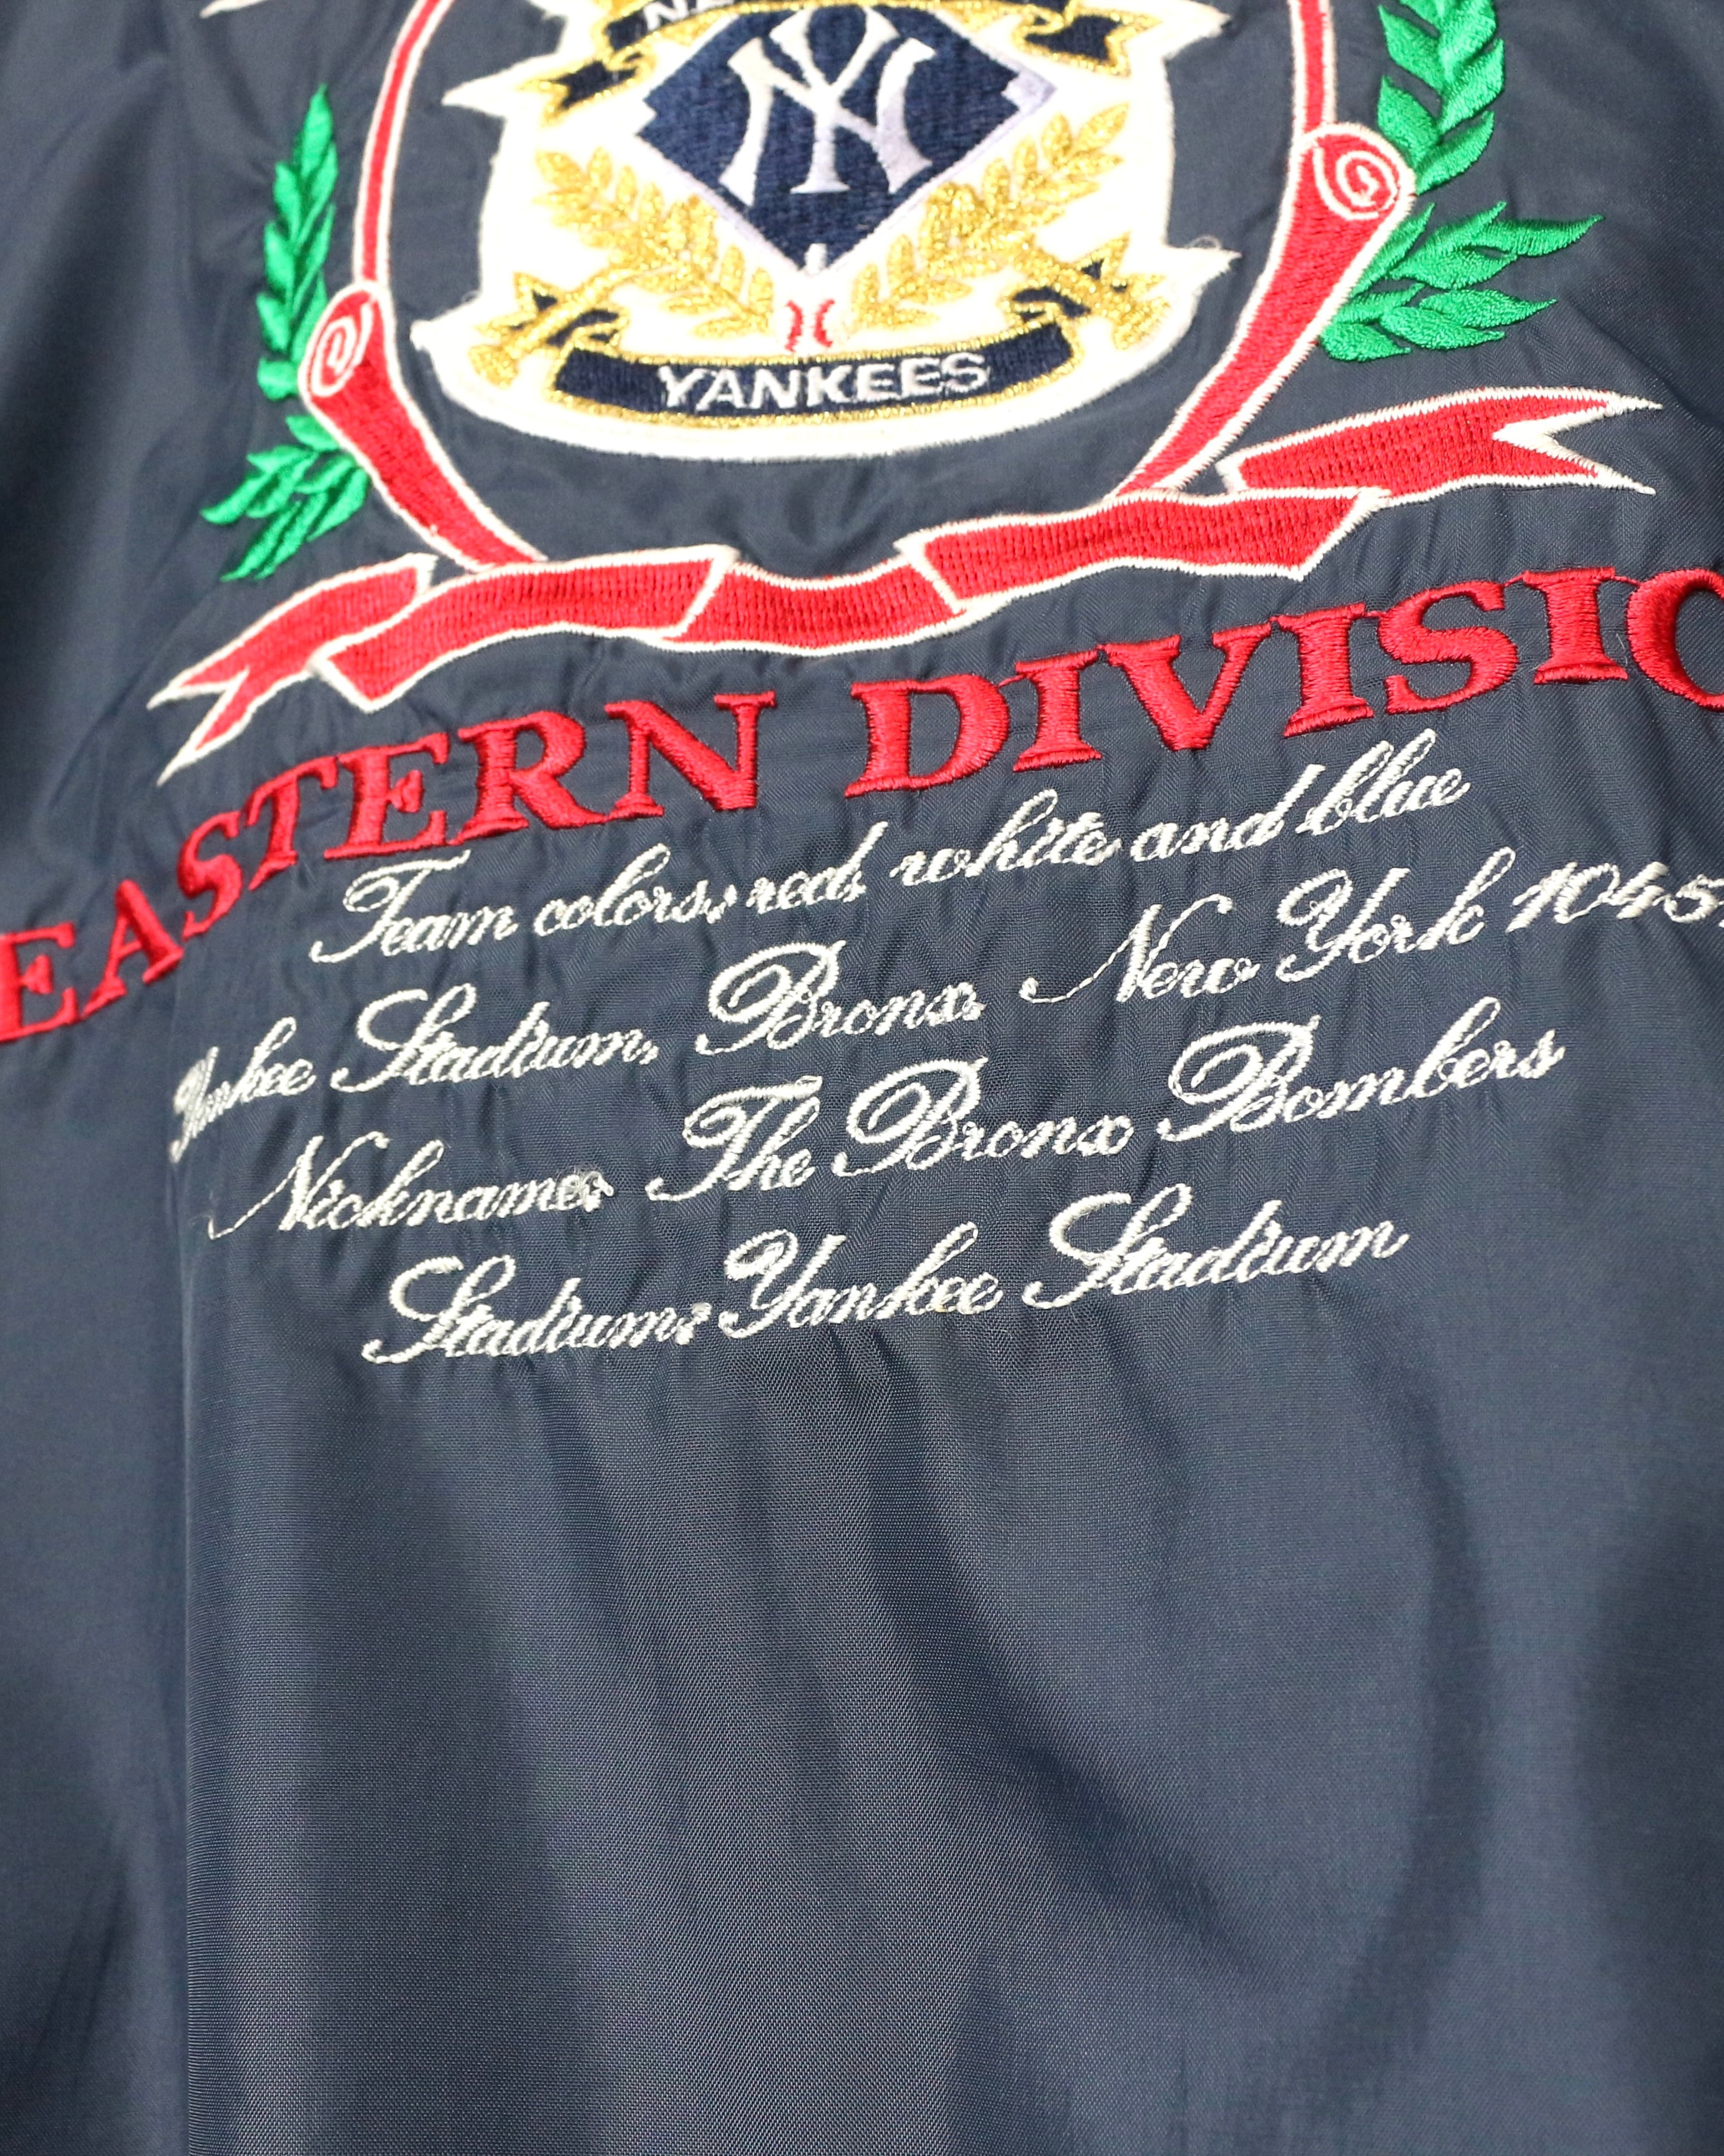 NY
YANKEES
EASTERN DIVISIO
Team colors: red, white and blue
Yankee Stadium, Bronx, New York 1045
Nickname: The Bronx Bombers
Stadium: Yankee Stadium